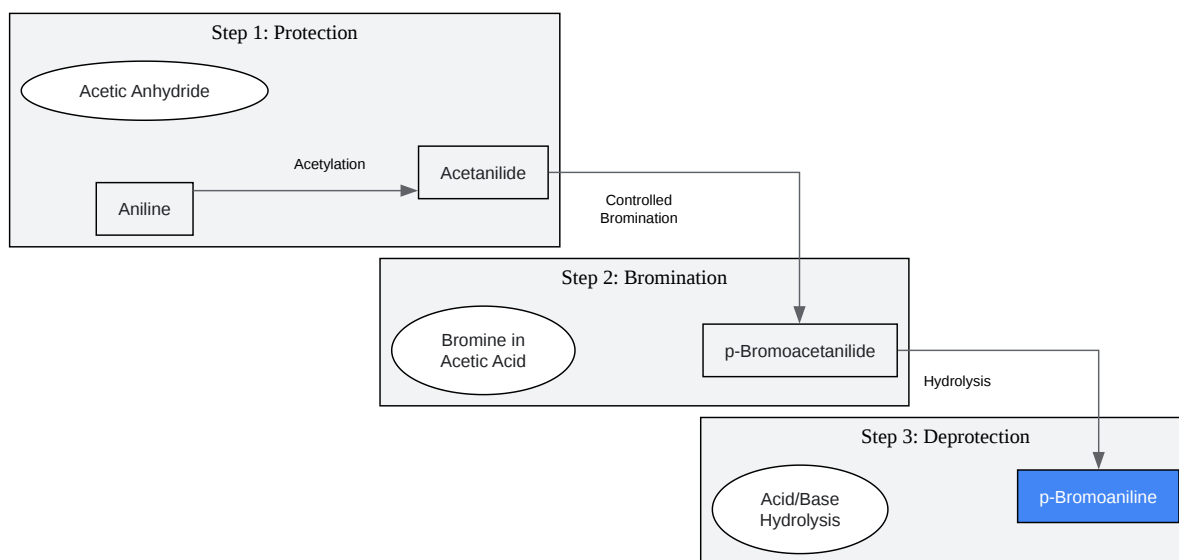 Step 1: Protection
Acetic Anhydride
Acetylation
Acetanilide
Aniline
Controlled
Bromination
Step 2: Bromination
Bromine in
Acetic Acid
p-Bromoacetanilide
Hydrolysis
Step 3: Deprotection
Acid/Base
Hydrolysis
p-Bromoaniline